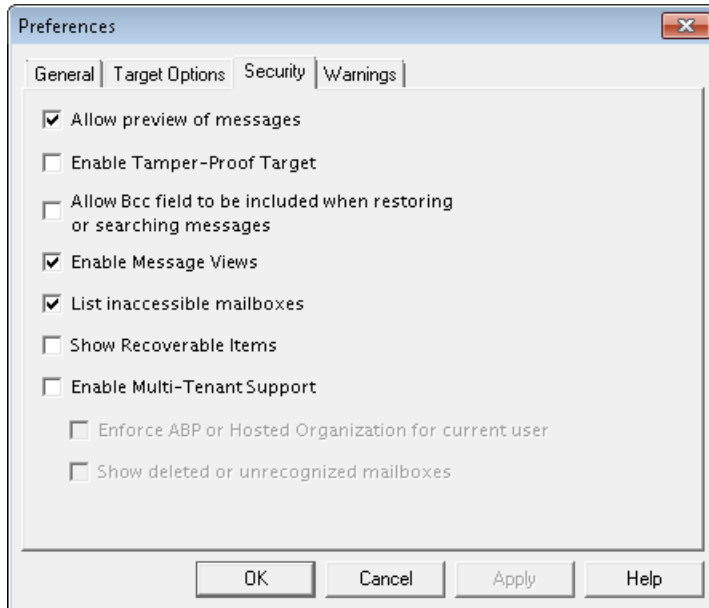 Preferences
General Target Options Security Warnings
Allow preview of messages
Enable Tamper-Proof Target
Allow Bcc field to be included when restoring
or searching messages
Enable Message Views
List inaccessible mailboxes
Show Recoverable Items
Enable Multi-Tenant Support
Enforce ABP or Hosted Organization for current user
Show deleted or unrecognized mailboxes
OK Cancel Apply Help